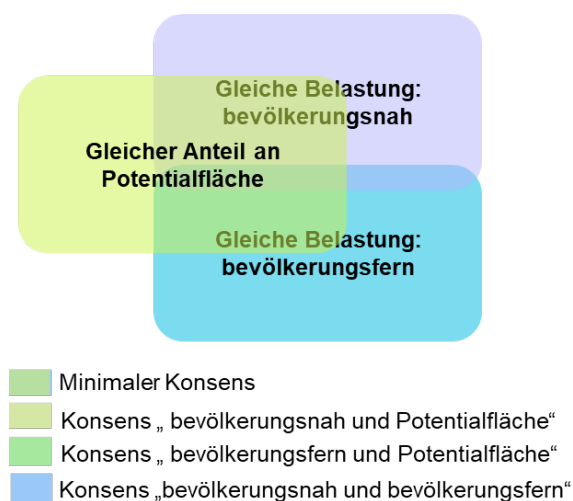 Gleiche Belastung:
bevölkerungsnah
Gleicher Anteil an
Potentialfläche
Gleiche Belastung:
bevölkerungsfern
Minimaler Konsens
Konsens „ bevölkerungsnah und Potentialfläche“
Konsens „ bevölkerungsfern und Potentialfläche“
Konsens „bevölkerungsnah und bevölkerungsfern“